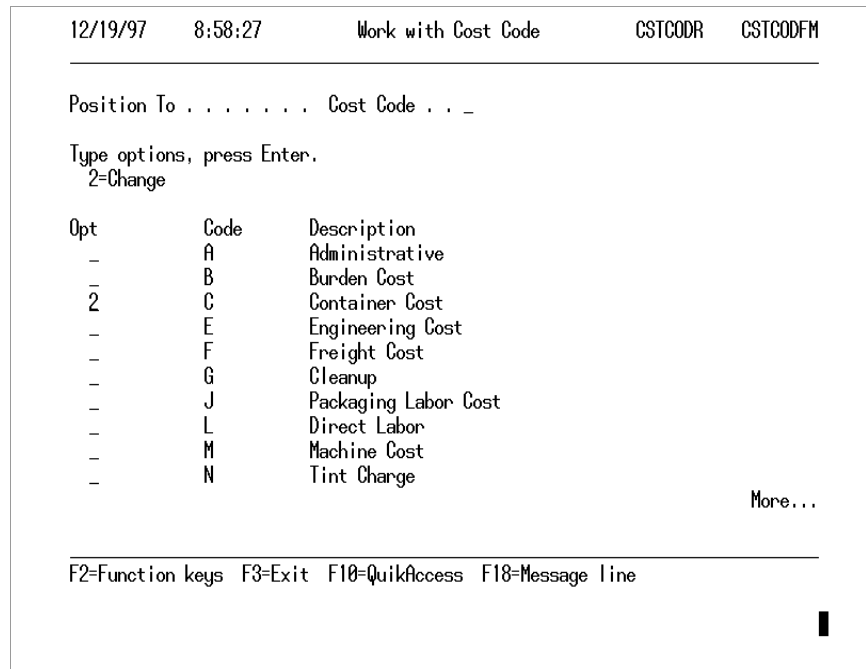 12/19/97 8:58:27 Work with Cost Code CSTCODR CSTCODFM
Position To . . . . . . . Cost Code . . _
Type options, press Enter.
2=Change
Opt Code Description
_ A Administrative
_ B Burden Cost
2 C Container Cost
_ E Engineering Cost
_ F Freight Cost
_ G Cleanup
_ J Packaging Labor Cost
_ L Direct Labor
_ M Machine Cost
_ N Tint Charge
More...
F2=Function keys F3=Exit F10=QuikAccess F18=Message line